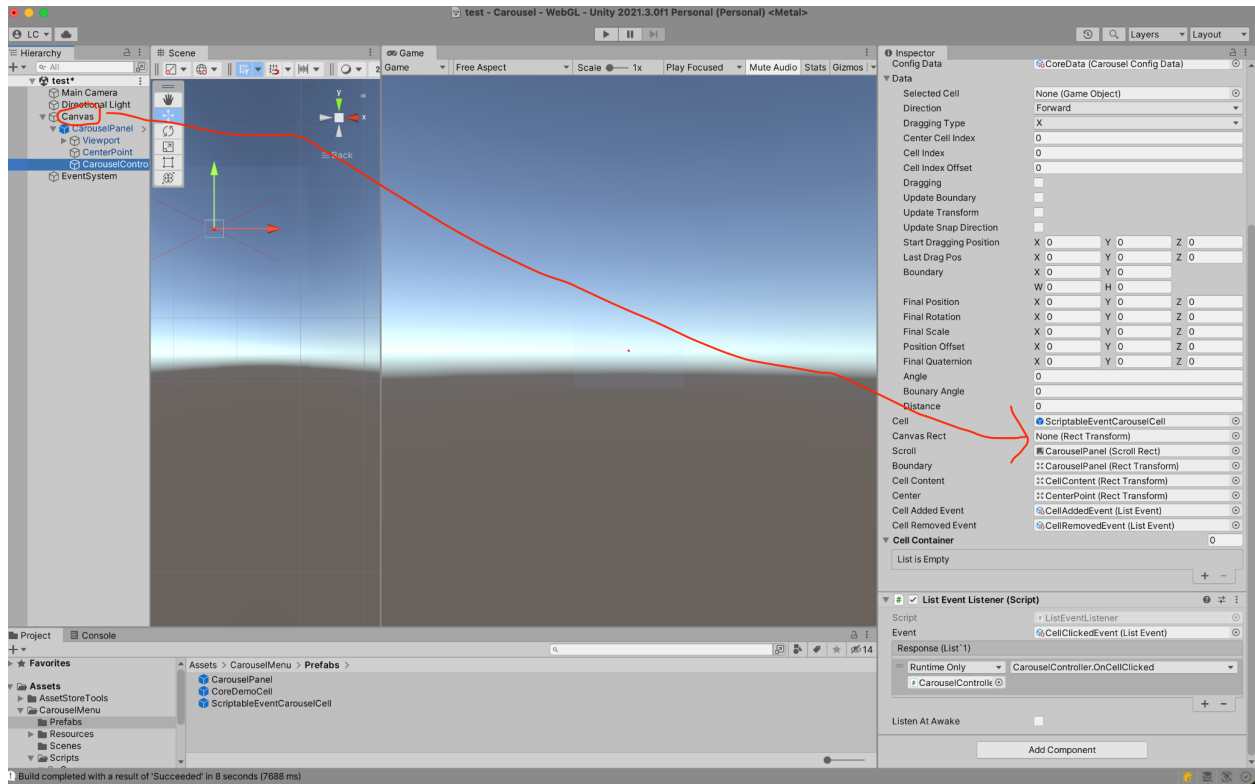 test - Carousel - WebGL - Unity 2021.3.0f1 Personal (Personal) <Metal>
LC
Layers
Layout
Hierarchy
All
test*
Main Camera
Directional Light
Canvas
CarouselPanel
Viewport
CenterPoint
CarouselContro
EventSystem
Scene
2
y
x
Back
Game
Game
Free Aspect
Scale
1x
Play Focused
Mute Audio
Stats
Gizmos
Inspector
Config Data
CoreData (Carousel Config Data)
Data
Selected Cell
None (Game Object)
Direction
Forward
Dragging Type
X
Center Cell Index
0
Cell Index
0
Cell Index Offset
0
Dragging
Update Boundary
Update Transform
Update Snap Direction
Start Dragging Position
X 0 Y 0 Z 0
Last Drag Pos
X 0 Y 0 Z 0
Boundary
X 0 Y 0
W 0 H 0
Final Position
X 0 Y 0 Z 0
Final Rotation
X 0 Y 0 Z 0
Final Scale
X 0 Y 0 Z 0
Position Offset
X 0 Y 0 Z 0
Final Quaternion
X 0 Y 0 Z 0
Angle
0
Bounary Angle
0
Distance
0
Cell
ScriptableEventCarouselCell
Canvas Rect
None (Rect Transform)
Scroll
CarouselPanel (Scroll Rect)
Boundary
CarouselPanel (Rect Transform)
Cell Content
CellContent (Rect Transform)
Center
CenterPoint (Rect Transform)
Cell Added Event
CellAddedEvent (List Event)
Cell Removed Event
CellRemovedEvent (List Event)
Cell Container
0
List is Empty
+ -
List Event Listener (Script)
Script
ListEventListener
Event
CellClickedEvent (List Event)
Response (List`1)
Runtime Only
CarouselController.OnCellClicked
CarouselControlle
+ -
Listen At Awake
Add Component
Project
Console
14
Favorites
Assets
AssetStoreTools
CarouselMenu
Prefabs
Resources
Scenes
Scripts
Assets > CarouselMenu > Prefabs >
CarouselPanel
CoreDemoCell
ScriptableEventCarouselCell
Build completed with a result of 'Succeeded' in 8 seconds (7688 ms)